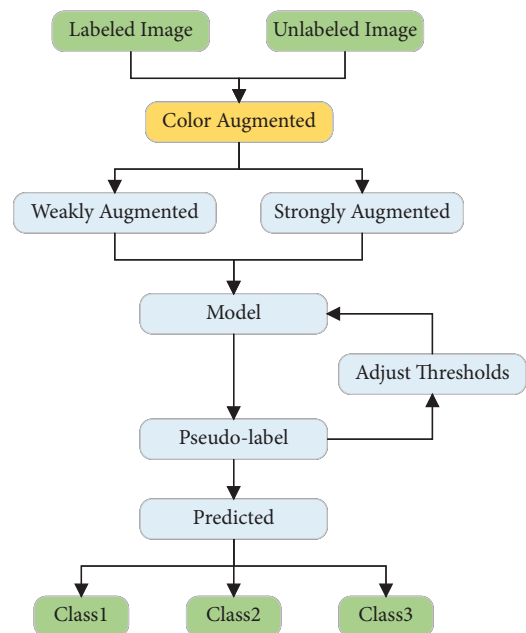 Labeled Image
Unlabeled Image
Color Augmented
Weakly Augmented
Strongly Augmented
Model
Adjust Thresholds
Pseudo-label
Predicted
Class1
Class2
Class3